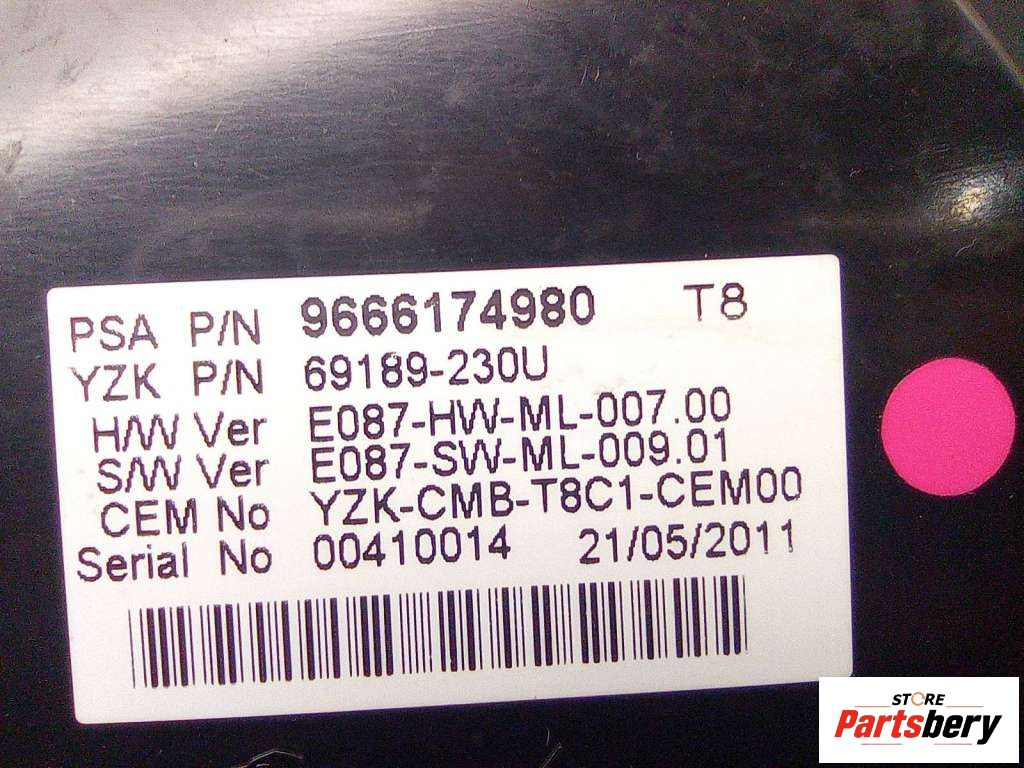 PSA P/N 9666174980 T8
YZK P/N 69189-230U
H/W Ver E087-HW-ML-007.00
S/W Ver E087-SW-ML-009.01
CEM No YZK-CMB-T8C1-CEM00
Serial No 00410014 21/05/2011
STORE
Partsbery